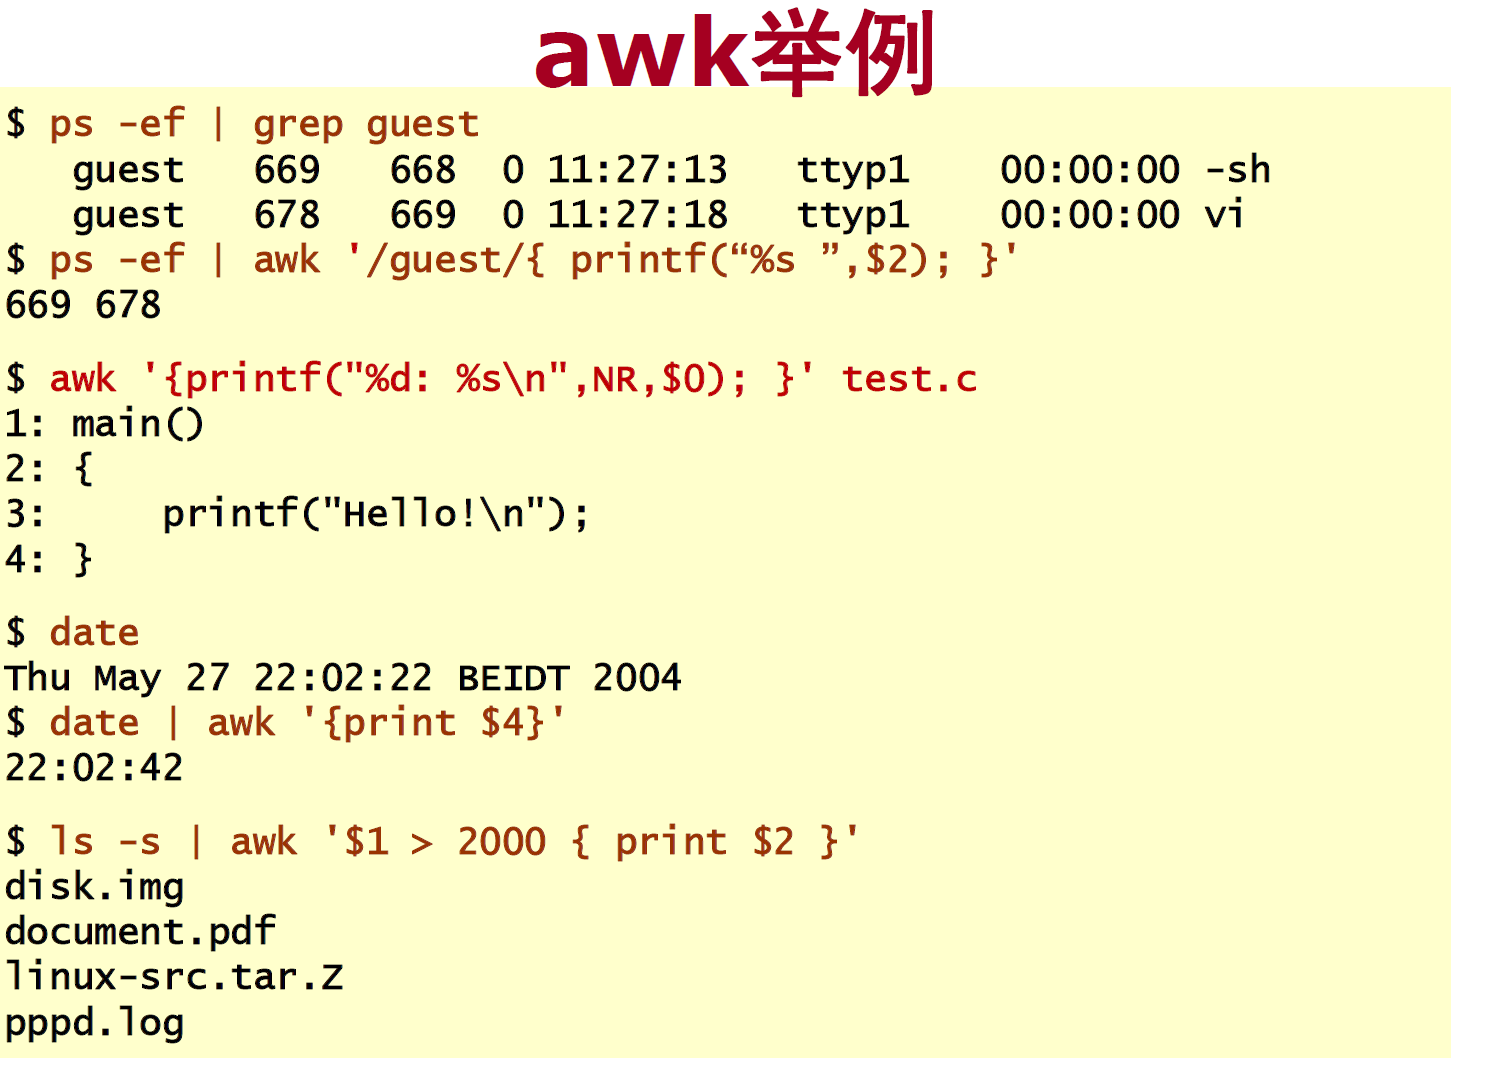 awk举例
$ ps -ef | grep guest
   guest   669   668  0 11:27:13   ttyp1    00:00:00 -sh
   guest   678   669  0 11:27:18   ttyp1    00:00:00 vi
$ ps -ef | awk '/guest/{ printf(“%s ”,$2); }'
669 678
$ awk '{printf("%d: %s\n",NR,$0); }' test.c
1: main()
2: {
3:     printf("Hello!\n");
4: }
$ date
Thu May 27 22:02:22 BEIDT 2004
$ date | awk '{print $4}'
22:02:42
$ ls -s | awk '$1 > 2000 { print $2 }'
disk.img
document.pdf
linux-src.tar.Z
pppd.log